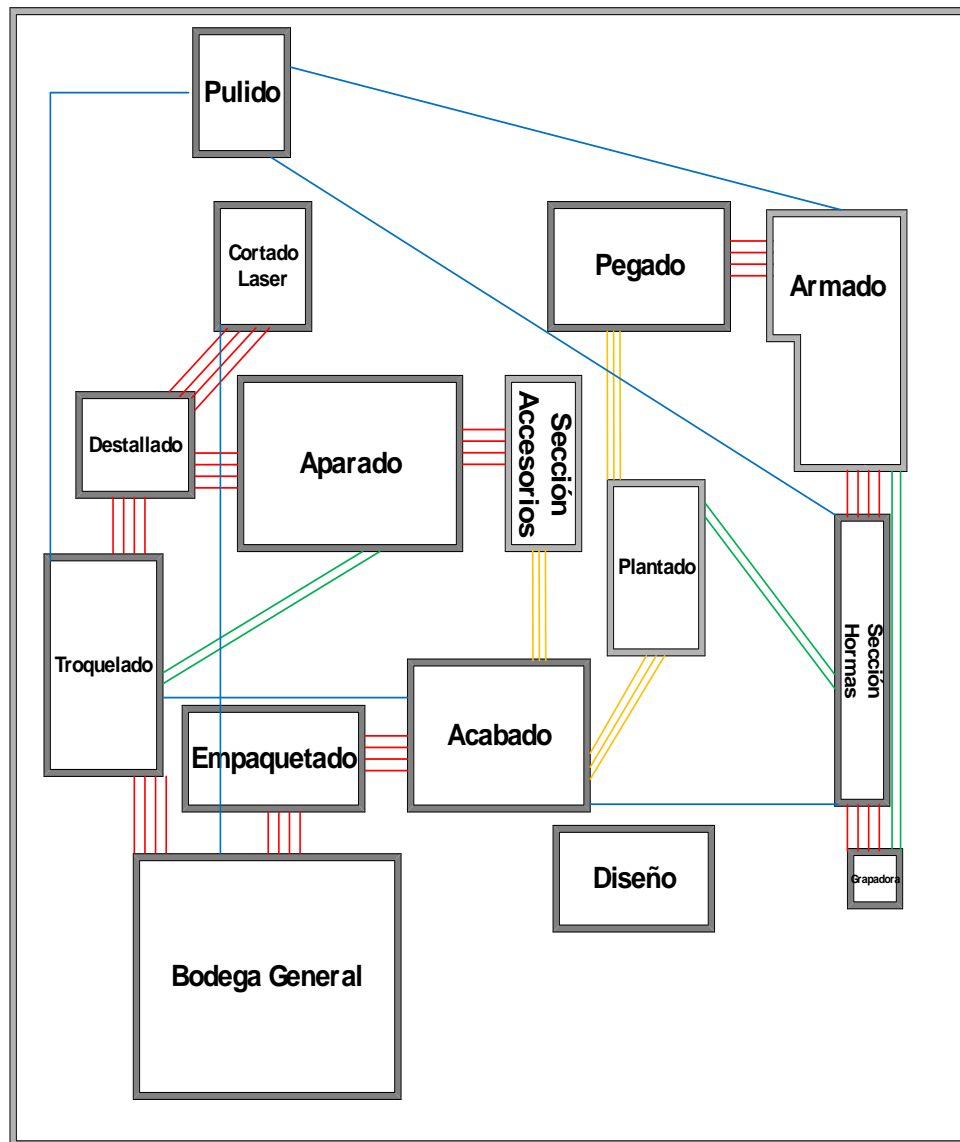 Pulido
Cortado
Laser
Pegado
Armado
Destallado
Aparado
Sección
Accesorios
Plantado
Troquelado
Sección
Hormas
Acabado
Empaquetado
Diseño
Grapadora
Bodega General